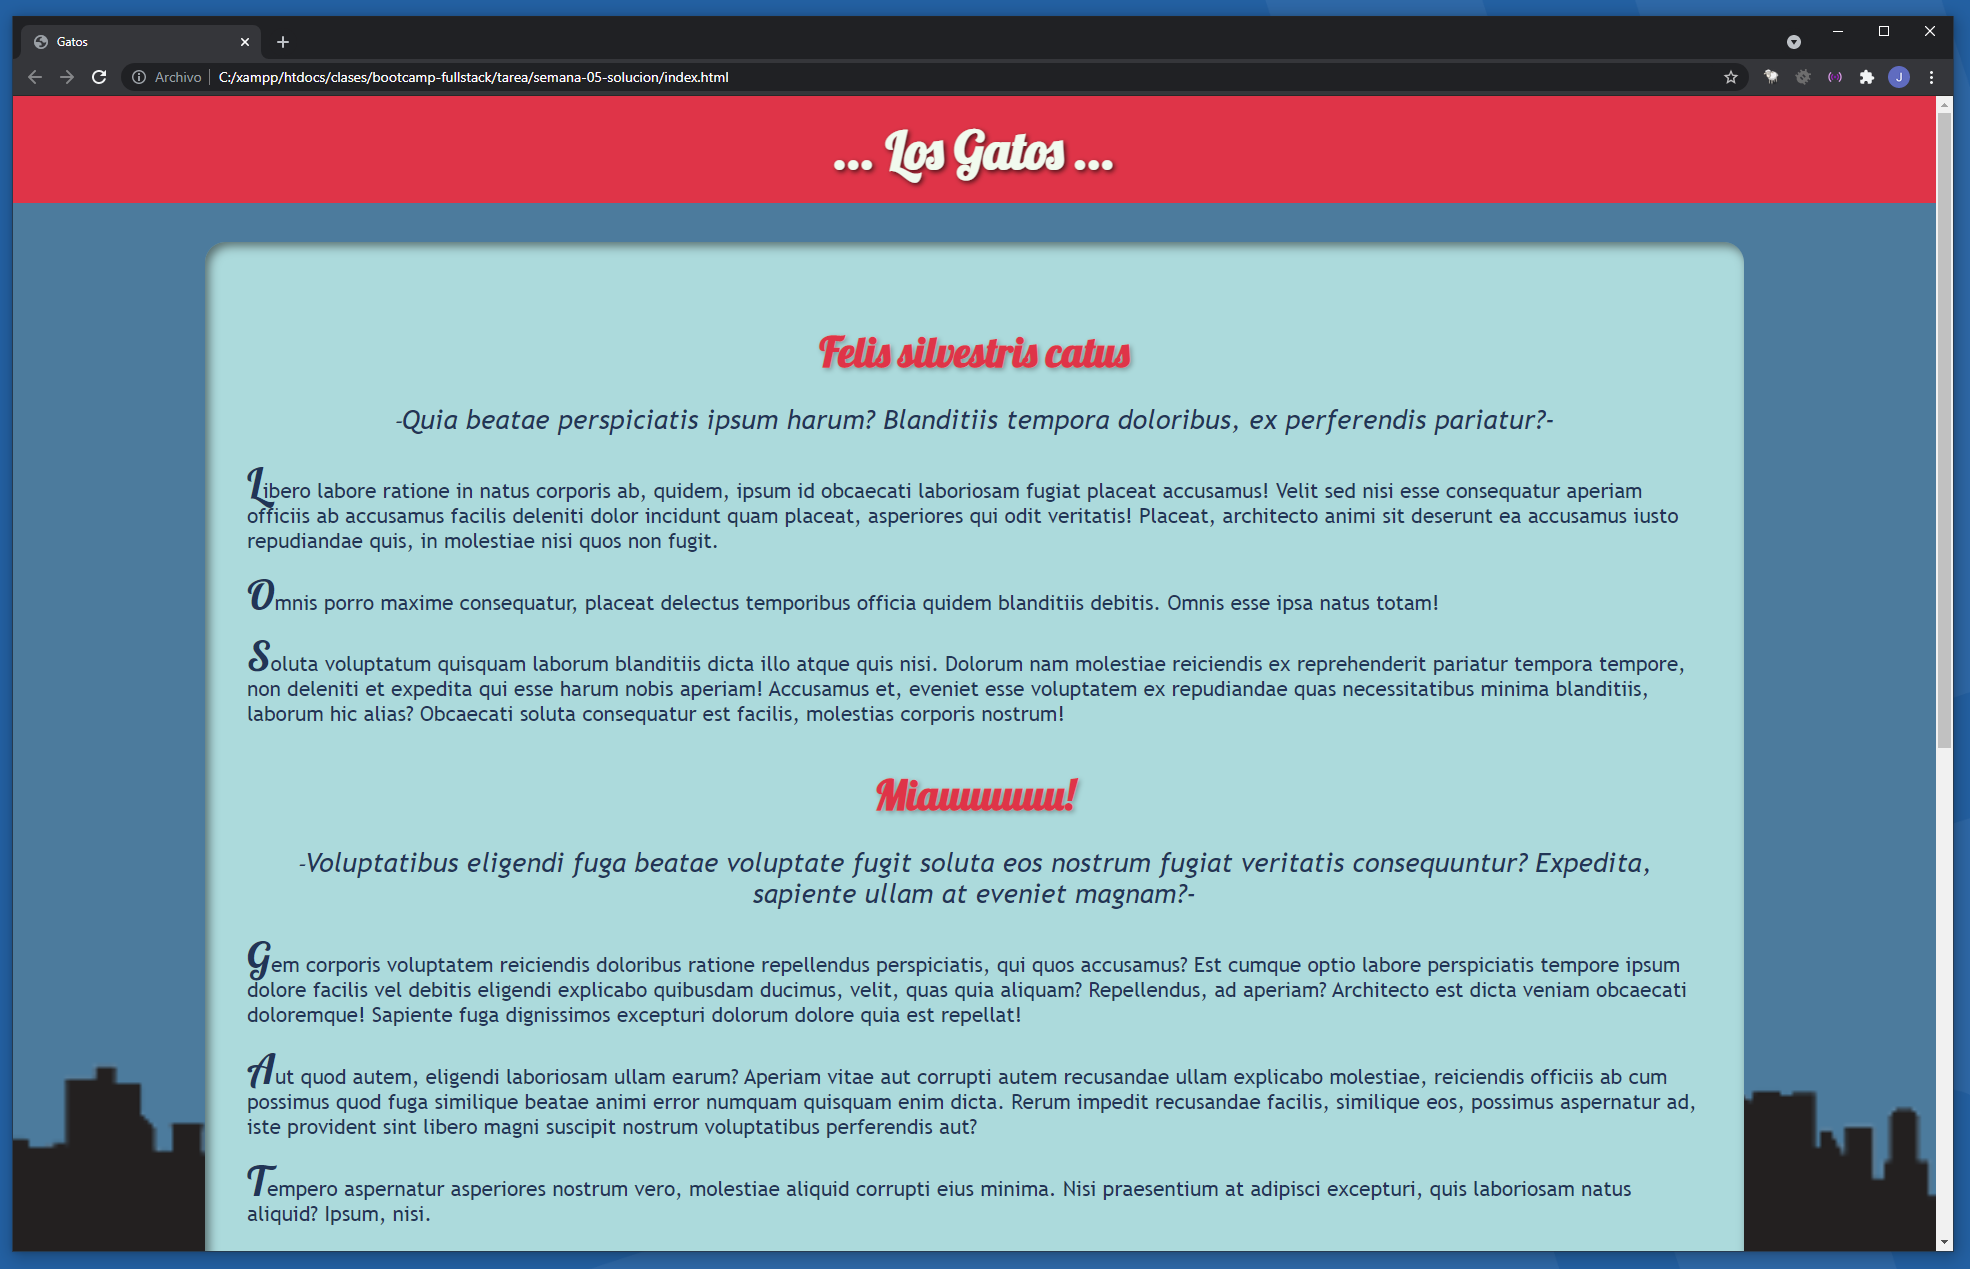 Gatos
Archivo C:/xampp/htdocs/clases/bootcamp-fullstack/tarea/semana-05-solucion/index.html
J
... Los Gatos ...
Felis silvestris catus
-Quia beatae perspiciatis ipsum harum? Blanditiis tempora doloribus, ex perferendis pariatur?-
Libero labore ratione in natus corporis ab, quidem, ipsum id obcaecati laboriosam fugiat placeat accusamus! Velit sed nisi esse consequatur aperiam
officiis ab accusamus facilis deleniti dolor incidunt quam placeat, asperiores qui odit veritatis! Placeat, architecto animi sit deserunt ea accusamus iusto
repudiandae quis, in molestiae nisi quos non fugit.
Omnis porro maxime consequatur, placeat delectus temporibus officia quidem blanditiis debitis. Omnis esse ipsa natus totam!
Soluta voluptatum quisquam laborum blanditiis dicta illo atque quis nisi. Dolorum nam molestiae reiciendis ex reprehenderit pariatur tempora tempore,
non deleniti et expedita qui esse harum nobis aperiam! Accusamus et, eveniet esse voluptatem ex repudiandae quas necessitatibus minima blanditiis,
laborum hic alias? Obcaecati soluta consequatur est facilis, molestias corporis nostrum!
Miauuuuuu!
-Voluptatibus eligendi fuga beatae voluptate fugit soluta eos nostrum fugiat veritatis consequuntur? Expedita,
sapiente ullam at eveniet magnam?-
Gem corporis voluptatem reiciendis doloribus ratione repellendus perspiciatis, qui quos accusamus? Est cumque optio labore perspiciatis tempore ipsum
dolore facilis vel debitis eligendi explicabo quibusdam ducimus, velit, quas quia aliquam? Repellendus, ad aperiam? Architecto est dicta veniam obcaecati
doloremque! Sapiente fuga dignissimos excepturi dolorum dolore quia est repellat!
Aut quod autem, eligendi laboriosam ullam earum? Aperiam vitae aut corrupti autem recusandae ullam explicabo molestiae, reiciendis officiis ab cum
possimus quod fuga similique beatae animi error numquam quisquam enim dicta. Rerum impedit recusandae facilis, similique eos, possimus aspernatur ad,
iste provident sint libero magni suscipit nostrum voluptatibus perferendis aut?
Tempero aspernatur asperiores nostrum vero, molestiae aliquid corrupti eius minima. Nisi praesentium at adipisci excepturi, quis laboriosam natus
aliquid? Ipsum, nisi.